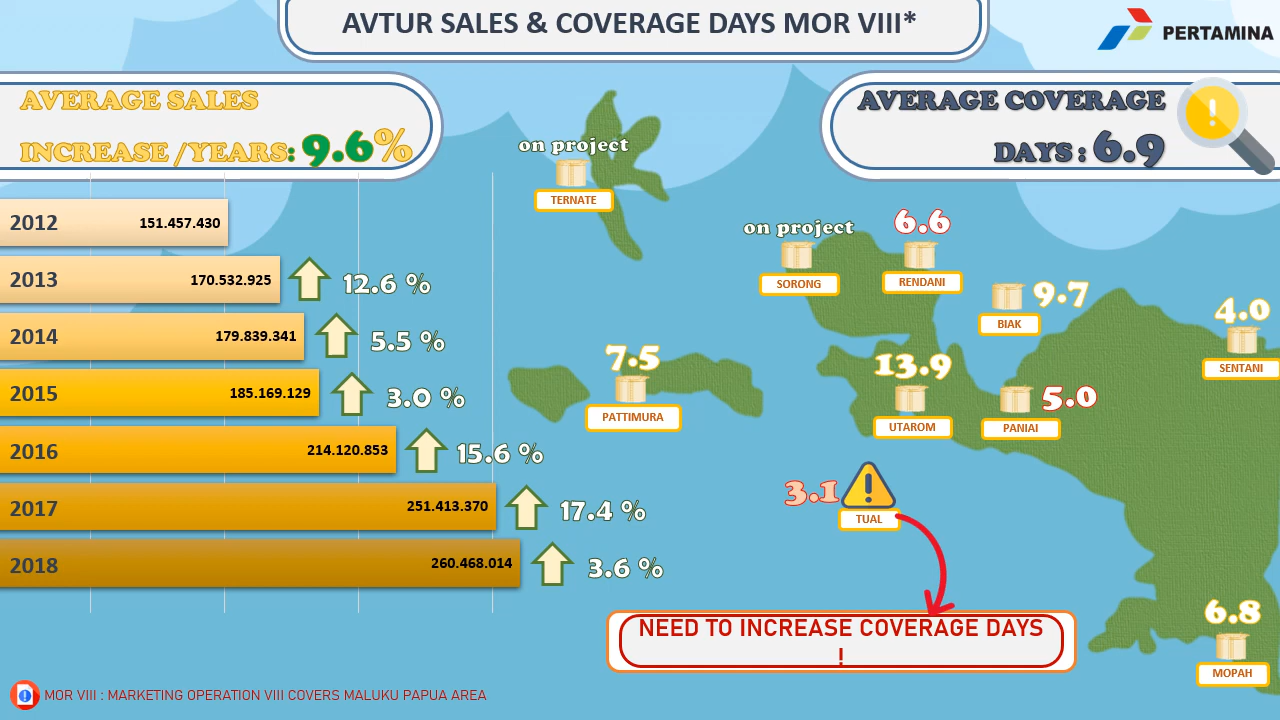 AVTUR SALES & COVERAGE DAYS MOR VIII*
PERTAMINA
AVERAGE SALES
INCREASE /YEARS: 9.6%
AVERAGE COVERAGE
DAYS : 6.9
2012 151.457.430
2013 170.532.925 12.6 %
2014 179.839.341 5.5 %
2015 185.169.129 3.0 %
2016 214.120.853 15.6 %
2017 251.413.370 17.4 %
2018 260.468.014 3.6 %
on project
TERNATE
on project
SORONG
6.6
RENDANI
9.7
BIAK
4.0
SENTANI
7.5
PATTIMURA
13.9
UTAROM
5.0
PANIAI
3.1
TUAL
NEED TO INCREASE COVERAGE DAYS
!
6.8
MOPAH
MOR VIII : MARKETING OPERATION VIII COVERS MALUKU PAPUA AREA